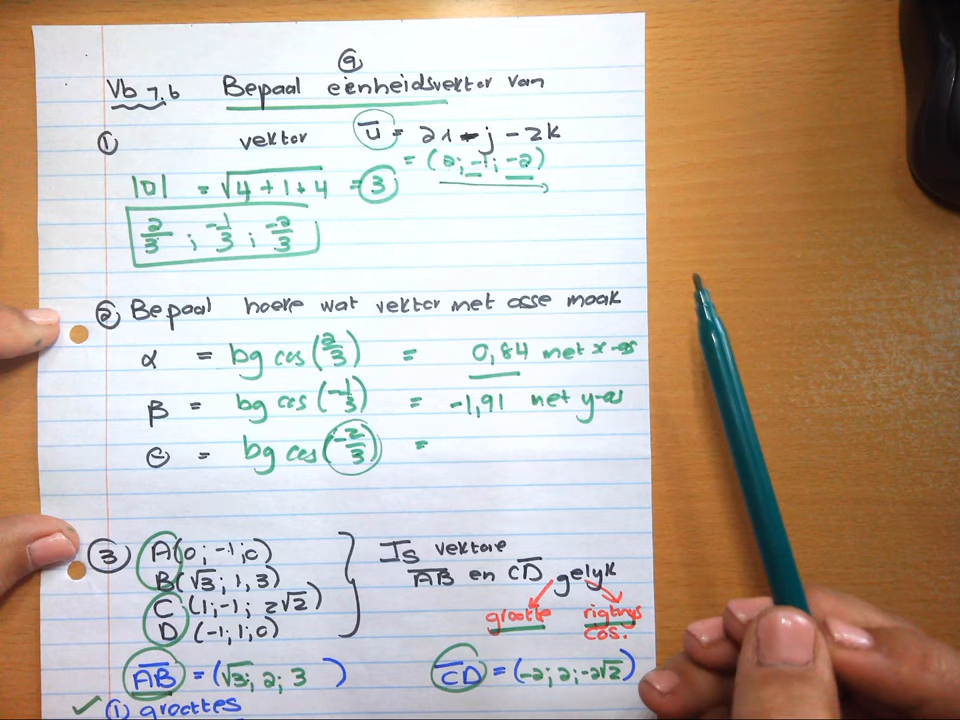 (a)
Vb 7.6 Bepaal eenheidsvektor van
① vektor ū = 2i - j - 2k
= (2; -1; -2)
|U| = √4+1+4 = 3
2/3 ; -1/3 ; -2/3
② Bepaal hoeke wat vektor met asse maak
α = bg cos (2/3) = 0,84 met x-as
β = bg cos (-1/3) = -1,91 met y-as
Θ = bg cos (-2/3) =
③ A(0; -1; 0)
B(√3; 1, 3)
C (1; -1; 2√2)
D (-1; 1; 0)
Is vektore
AB en CD gelyk
grootte rigtings
cos.
AB = (√3; 2; 3 ) CD = (-2; 2; -2√2)
✓ (i) groottes